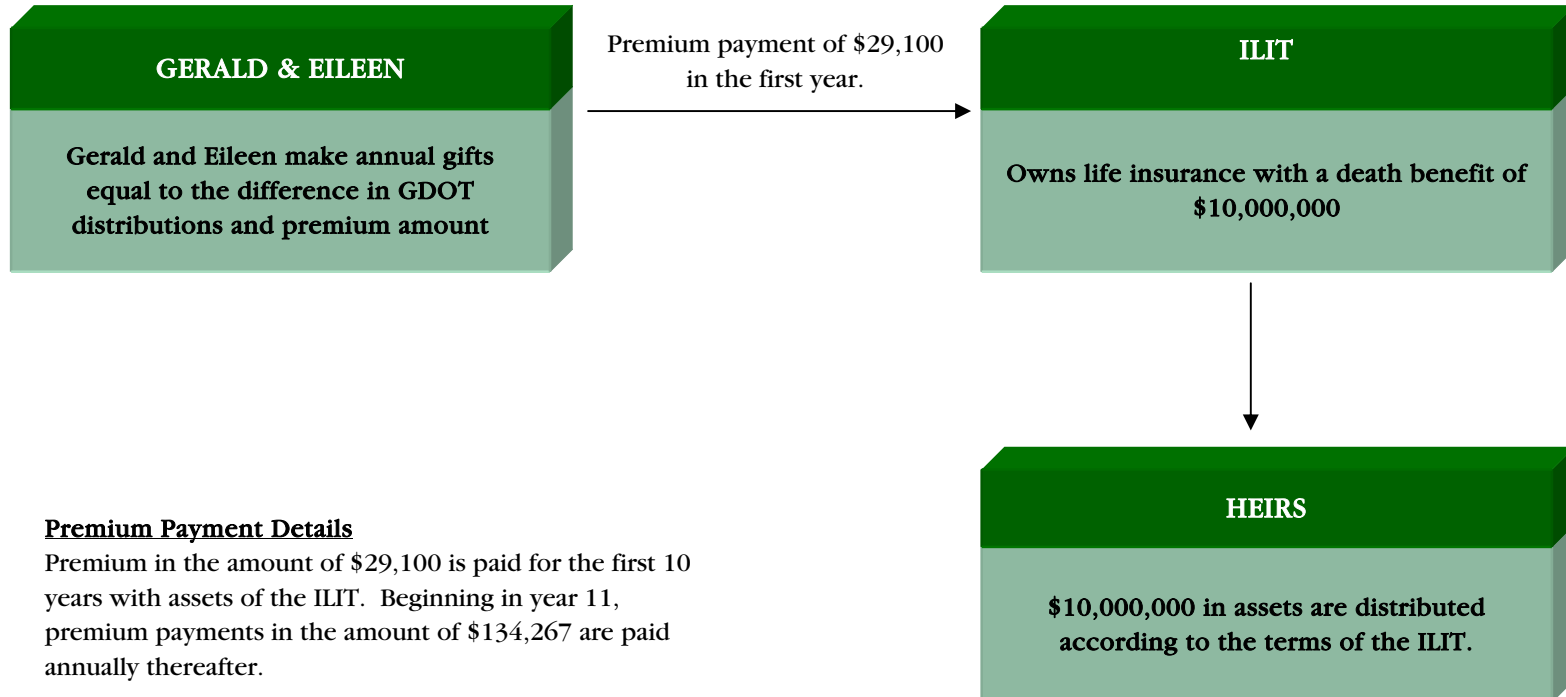 GERALD & EILEEN
Gerald and Eileen make annual gifts
equal to the difference in GDOT
distributions and premium amount
Premium payment of $29,100
in the first year.
ILIT
Owns life insurance with a death benefit of
$10,000,000
HEIRS
$10,000,000 in assets are distributed
according to the terms of the ILIT.
Premium Payment Details
Premium in the amount of $29,100 is paid for the first 10
years with assets of the ILIT.  Beginning in year 11,
premium payments in the amount of $134,267 are paid
annually thereafter.